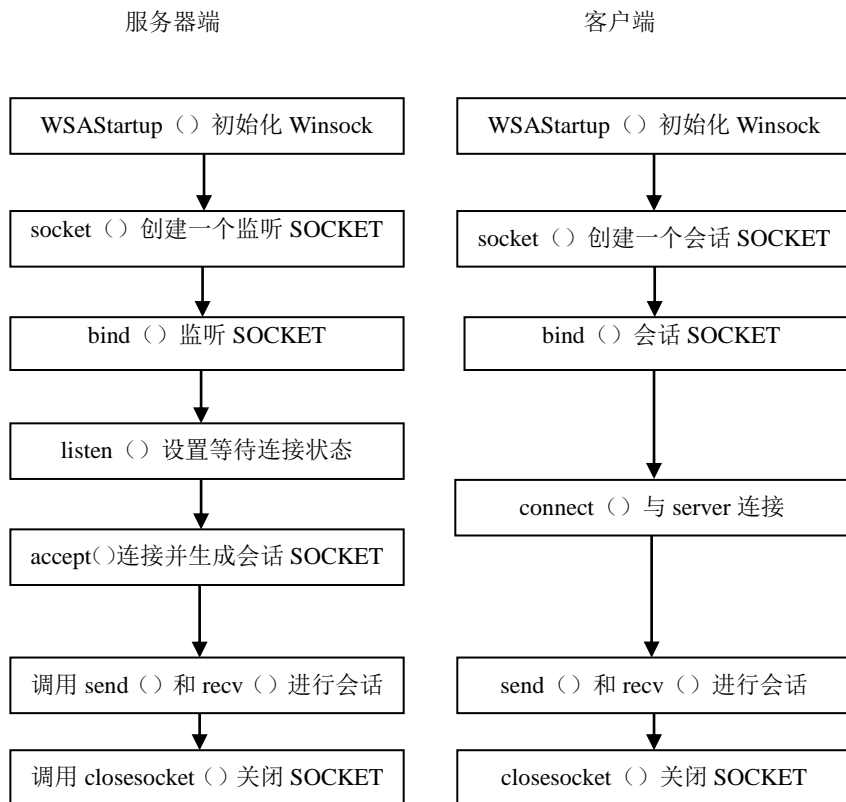 服务器端
客户端
WSAStartup（）初始化 Winsock
WSAStartup（）初始化 Winsock
socket（）创建一个监听 SOCKET
socket（）创建一个会话 SOCKET
bind（）监听 SOCKET
bind（）会话 SOCKET
listen（）设置等待连接状态
connect（）与 server 连接
accept(）连接并生成会话 SOCKET
调用 send（）和 recv（）进行会话
send（）和 recv（）进行会话
调用 closesocket（）关闭 SOCKET
closesocket（）关闭 SOCKET